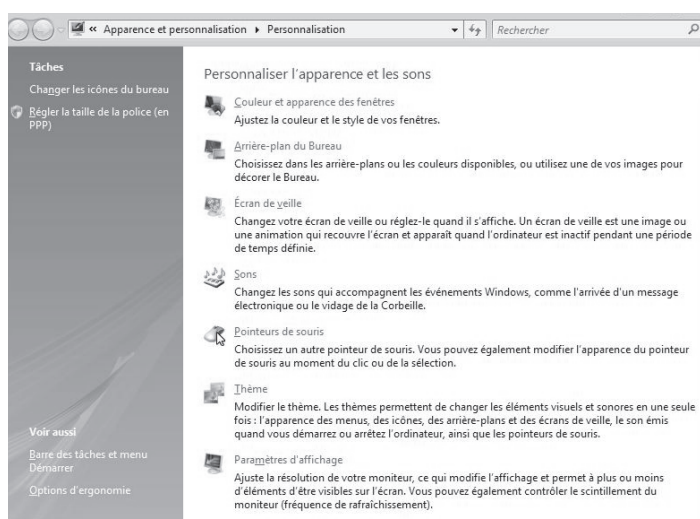 « Apparence et personnalisation ▸ Personnalisation
Rechercher
Tâches
Changer les icônes du bureau
Régler la taille de la police (en
PPP)
Personnaliser l'apparence et les sons
Couleur et apparence des fenêtres
Ajustez la couleur et le style de vos fenêtres.
Arrière-plan du Bureau
Choisissez dans les arrière-plans ou les couleurs disponibles, ou utilisez une de vos images pour
décorer le Bureau.
Écran de veille
Changez votre écran de veille ou réglez-le quand il s'affiche. Un écran de veille est une image ou
une animation qui recouvre l'écran et apparaît quand l'ordinateur est inactif pendant une période
de temps définie.
Sons
Changez les sons qui accompagnent les événements Windows, comme l'arrivée d'un message
électronique ou le vidage de la Corbeille.
Pointeurs de souris
Choisissez un autre pointeur de souris. Vous pouvez également modifier l'apparence du pointeur
de souris au moment du clic ou de la sélection.
Thème
Modifier le thème. Les thèmes permettent de changer les éléments visuels et sonores en une seule
fois : l'apparence des menus, des icônes, des arrière-plans et des écrans de veille, le son émis
quand vous démarrez ou arrêtez l'ordinateur, ainsi que les pointeurs de souris.
Paramètres d'affichage
Ajuste la résolution de votre moniteur, ce qui modifie l'affichage et permet à plus ou moins
d'éléments d'être visibles sur l'écran. Vous pouvez également contrôler le scintillement du
moniteur (fréquence de rafraîchissement).
Voir aussi
Barre des tâches et menu
Démarrer
Options d'ergonomie